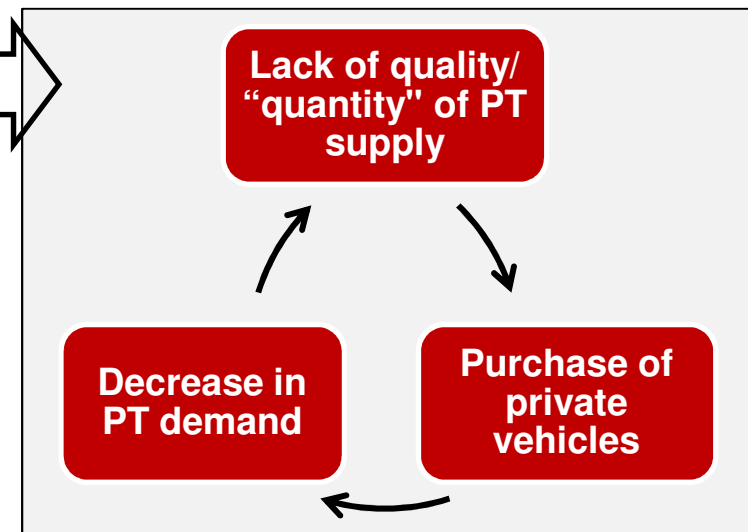 Lack of quality/
“quantity" of PT
supply
Decrease in
PT demand
Purchase of
private
vehicles